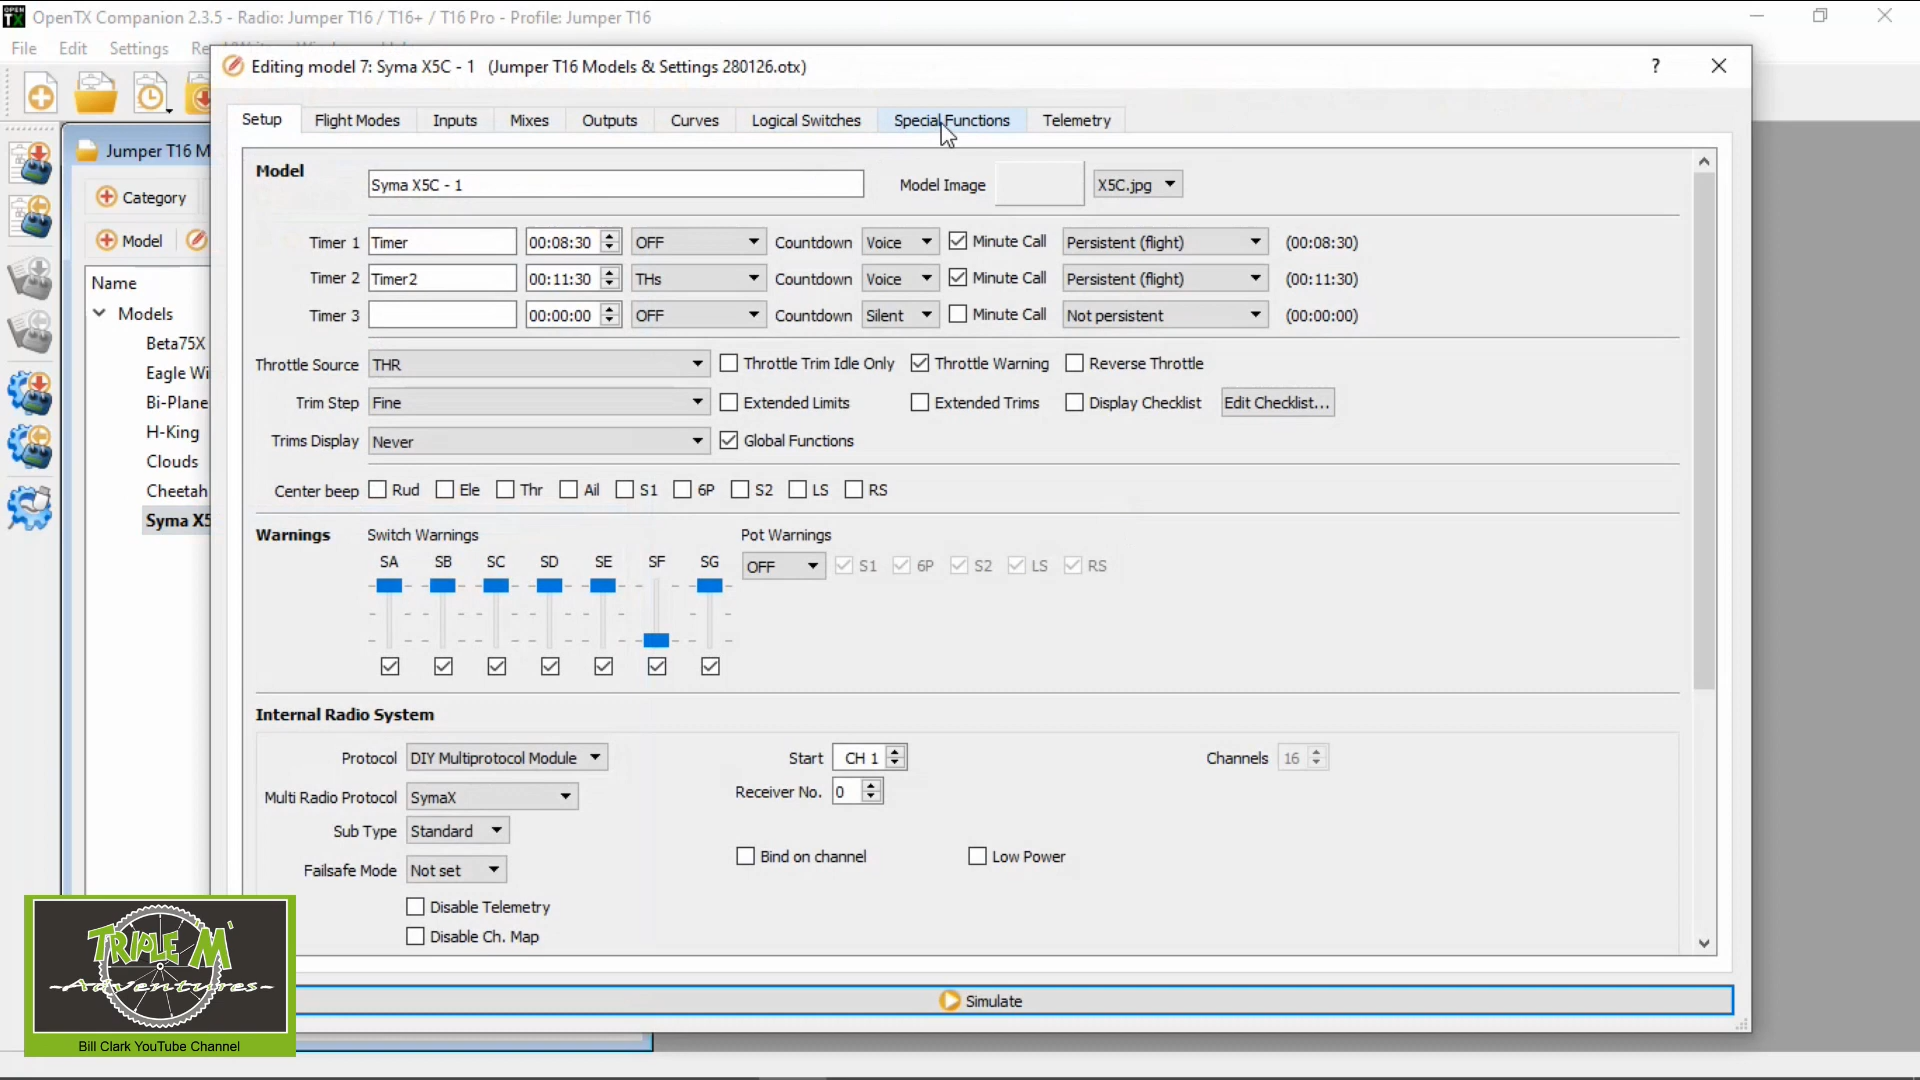 OpenTX Companion 2.3.5 - Radio: Jumper T16 / T16+ / T16 Pro - Profile: Jumper T16
File Edit Settings
Editing model 7: Syma X5C - 1 (Jumper T16 Models & Settings 280126.otx)
Setup Flight Modes Inputs Mixes Outputs Curves Logical Switches Special Functions Telemetry
Jumper T16 M
Category
Model
Name
Models
Beta75X
Eagle Wi
Bi-Plane
H-King
Clouds
Cheetah
Syma X5
Model Syma X5C - 1 Model Image X5C.jpg
Timer 1 Timer 00:08:30 OFF Countdown Voice Minute Call Persistent (flight) (00:08:30)
Timer 2 Timer2 00:11:30 THs Countdown Voice Minute Call Persistent (flight) (00:11:30)
Timer 3 00:00:00 OFF Countdown Silent Minute Call Not persistent (00:00:00)
Throttle Source THR Throttle Trim Idle Only Throttle Warning Reverse Throttle
Trim Step Fine Extended Limits Extended Trims Display Checklist Edit Checklist...
Trims Display Never Global Functions
Center beep Rud Ele Thr Ail S1 6P S2 LS RS
Warnings Switch Warnings Pot Warnings
SA SB SC SD SE SF SG
OFF S1 6P S2 LS RS
Internal Radio System
Protocol DIY Multiprotocol Module Start CH 1 Channels 16
Multi Radio Protocol SymaX Receiver No. 0
Sub Type Standard
Bind on channel Low Power
Failsafe Mode Not set
Disable Telemetry
Disable Ch. Map
Simulate
TRIPLE M
-Adventures-
Bill Clark YouTube Channel